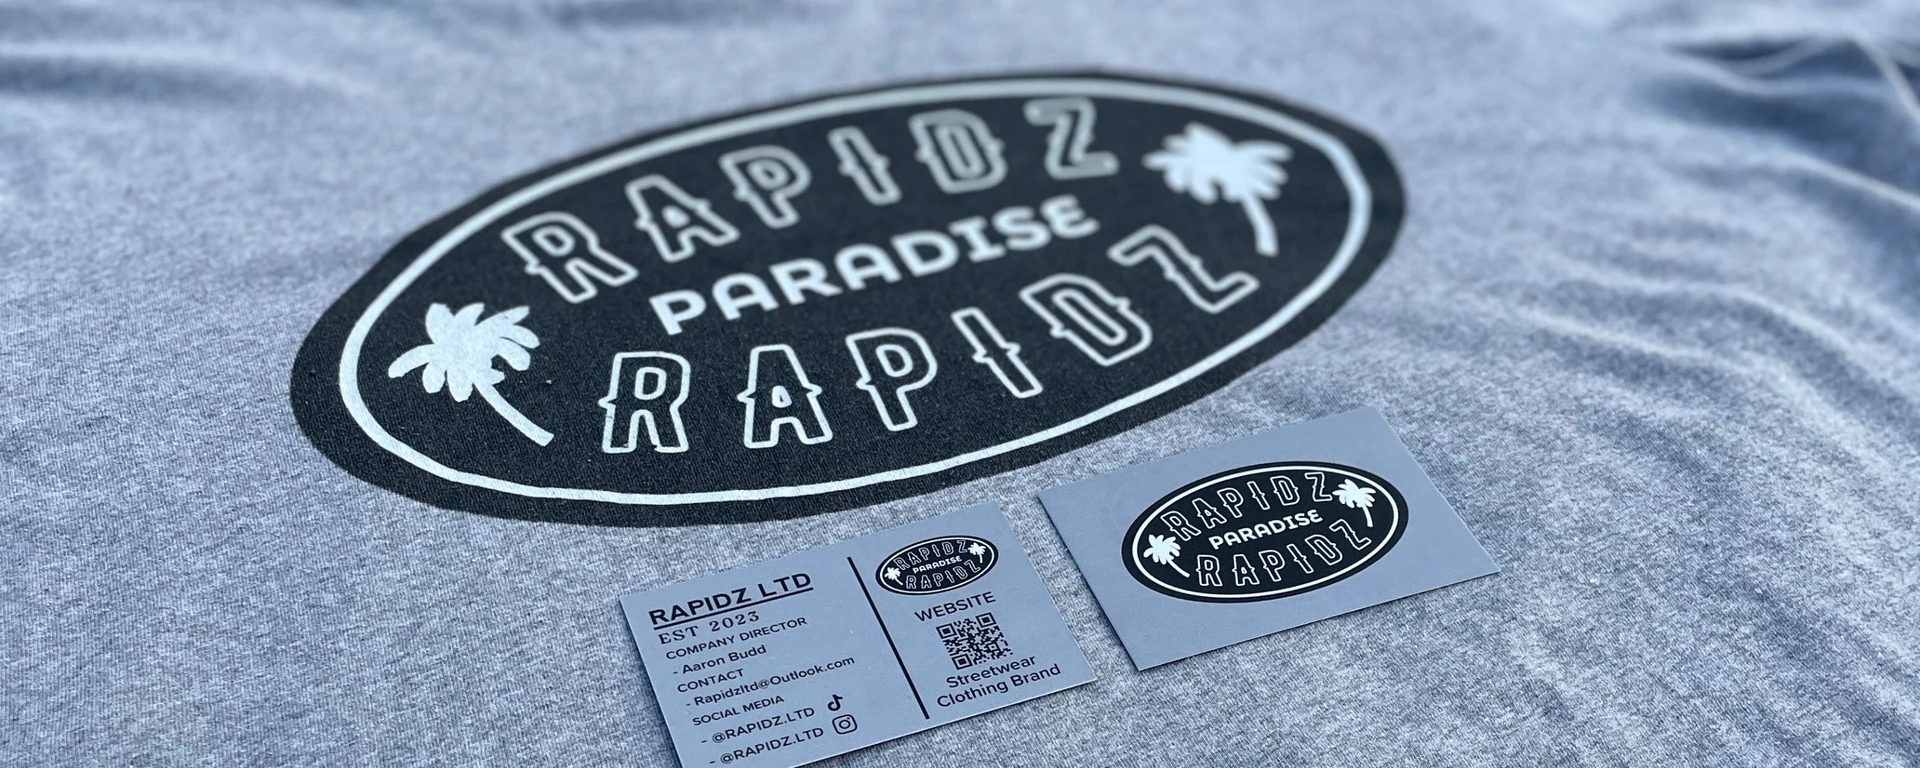 RAPIDZ
PARADISE
RAPIDZ
RAPIDZ LTD
EST 2023
COMPANY DIRECTOR
- Aaron Budd
CONTACT
- Rapidzltd@Outlook.com
SOCIAL MEDIA
- @RAPIDZ.LTD
- @RAPIDZ.LTD
RAPIDZ
PARADISE
RAPIDZ
WEBSITE
Streetwear
Clothing Brand
RAPIDZ
PARADISE
RAPIDZ